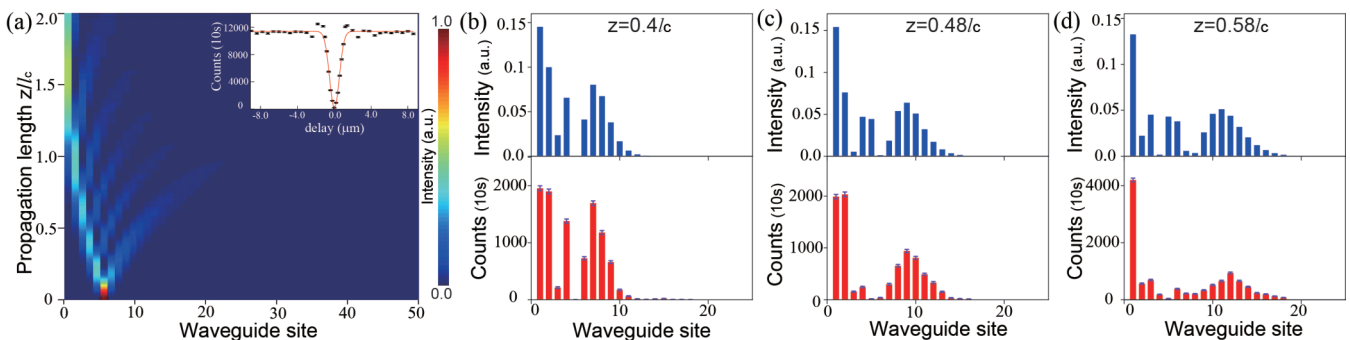 (a)
Propagation length z/lc
2.0
1.5
1.0
0.5
0
0
10
20
30
40
50
Waveguide site
Counts (10s)
12000
8000
4000
0
-8.0
-4.0
0.0
4.0
8.0
delay (μm)
1.0
Intensity (a.u.)
0.0
(b)
z=0.4lc
Intensity (a.u.)
0.15
0.1
0.05
0.0
Counts (10s)
2000
1000
0
0
10
20
Waveguide site
(c)
z=0.48lc
Intensity (a.u.)
0.15
0.1
0.05
0.0
Counts (10s)
2000
1000
0
0
10
20
Waveguide site
(d)
z=0.58lc
Intensity (a.u.)
0.15
0.1
0.05
0.0
Counts (10s)
4000
2000
0
0
10
20
Waveguide site